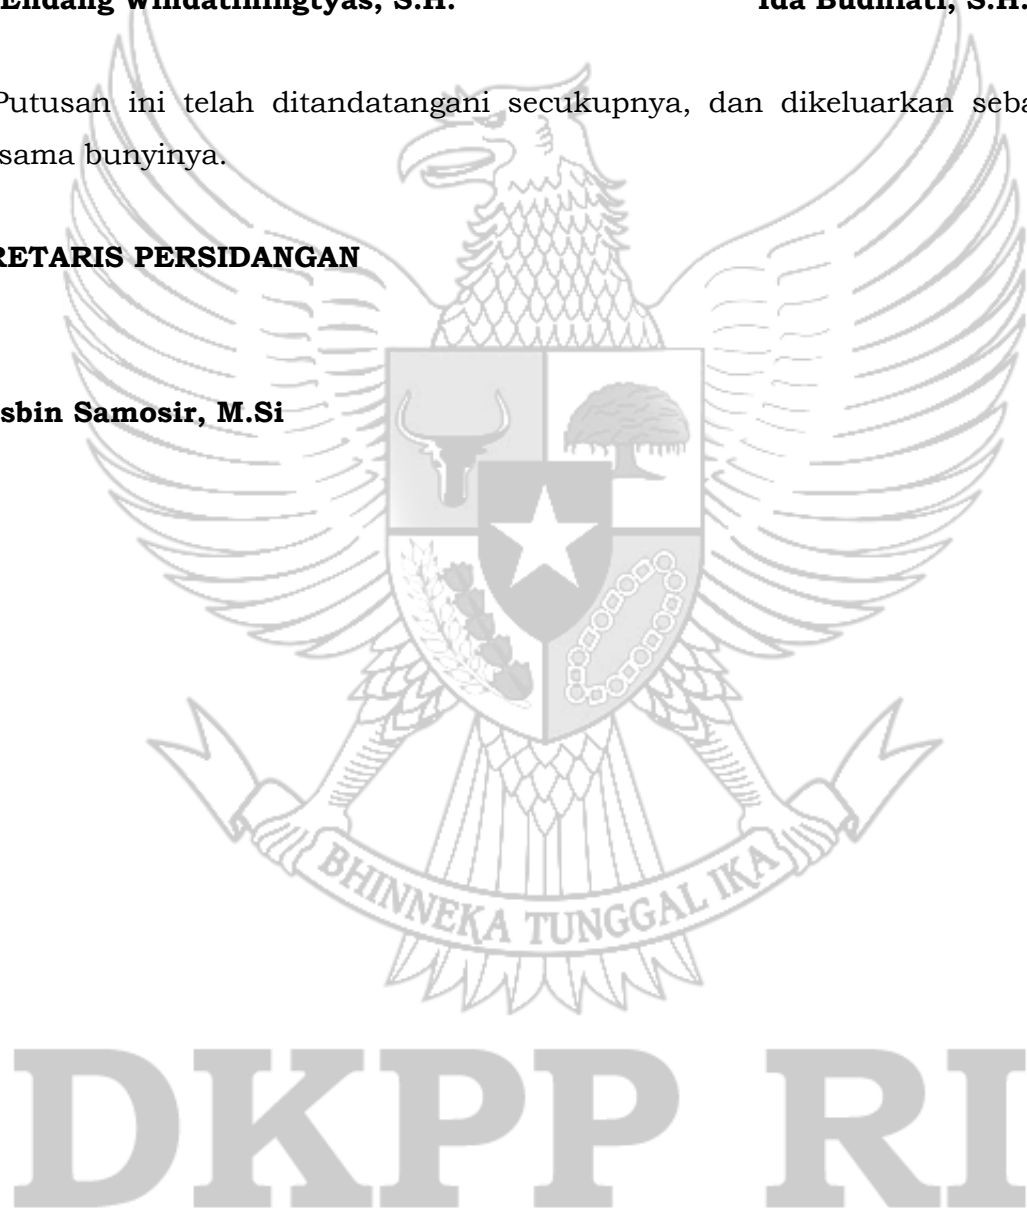 Endang Wihdatiningtyas, S.H.    Ida Budhiati, S.H.
Putusan ini telah ditandatangani secukupnya, dan dikeluarkan seba
sama bunyinya.
RETARIS PERSIDANGAN
sbin Samosir, M.Si
BHINNEKA TUNGGAL IKA
DKPP RI